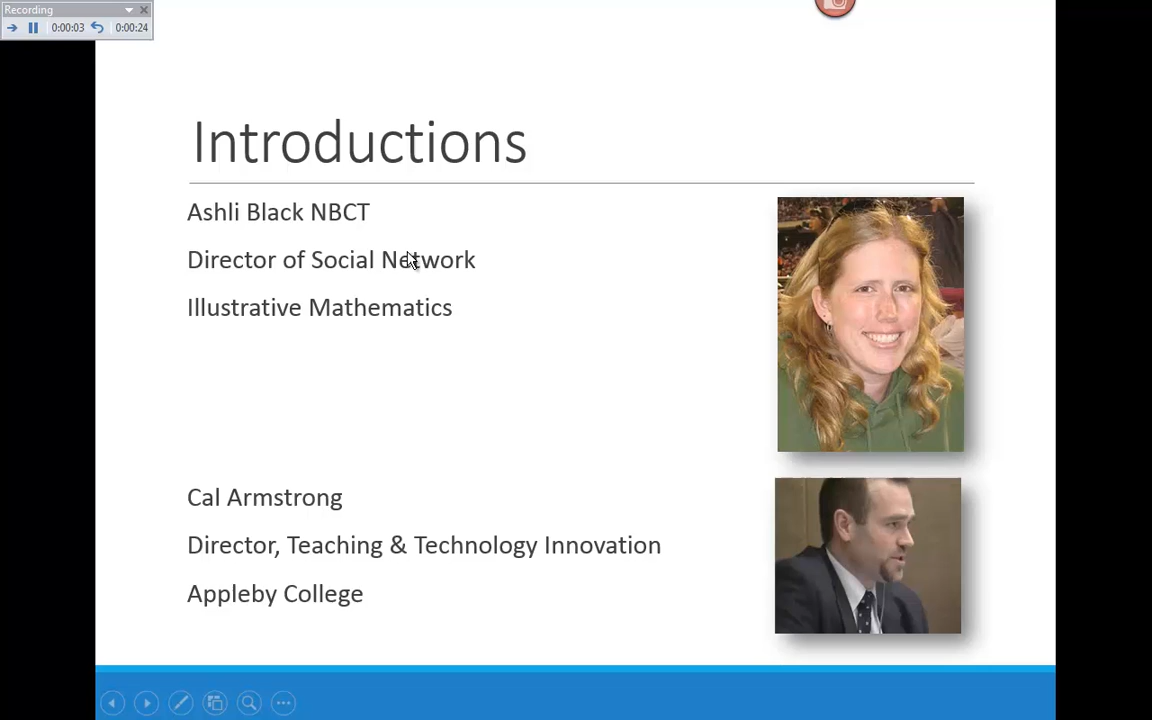 Recording
0:00:03 0:00:24
Introductions
Ashli Black NBCT
Director of Social Network
Illustrative Mathematics
Cal Armstrong
Director, Teaching & Technology Innovation
Appleby College